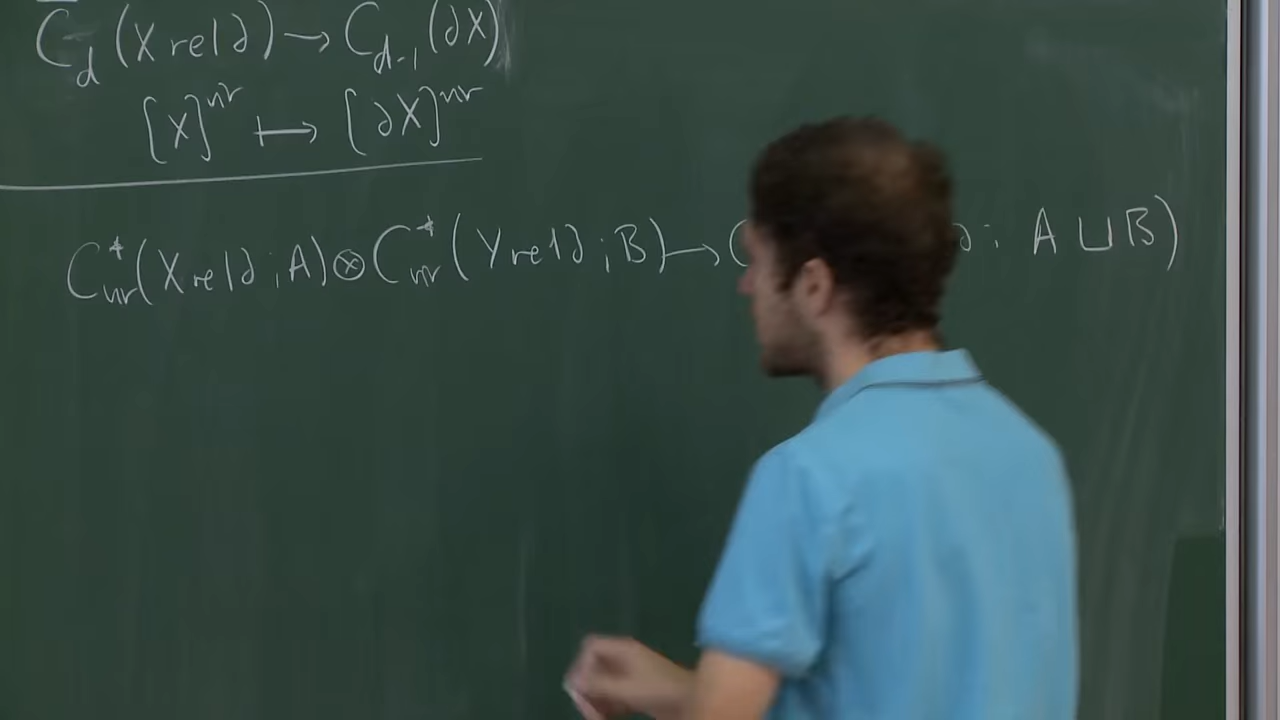 C_d (X rel ∂) → C_{d-1} (∂X)
[X]^{vir} ↦ [∂X]^{vir}
C^*_{vir}(X rel ∂; A) ⊗ C^*_{vir}(Y rel ∂; B) → C ∂; A ⊔ B)